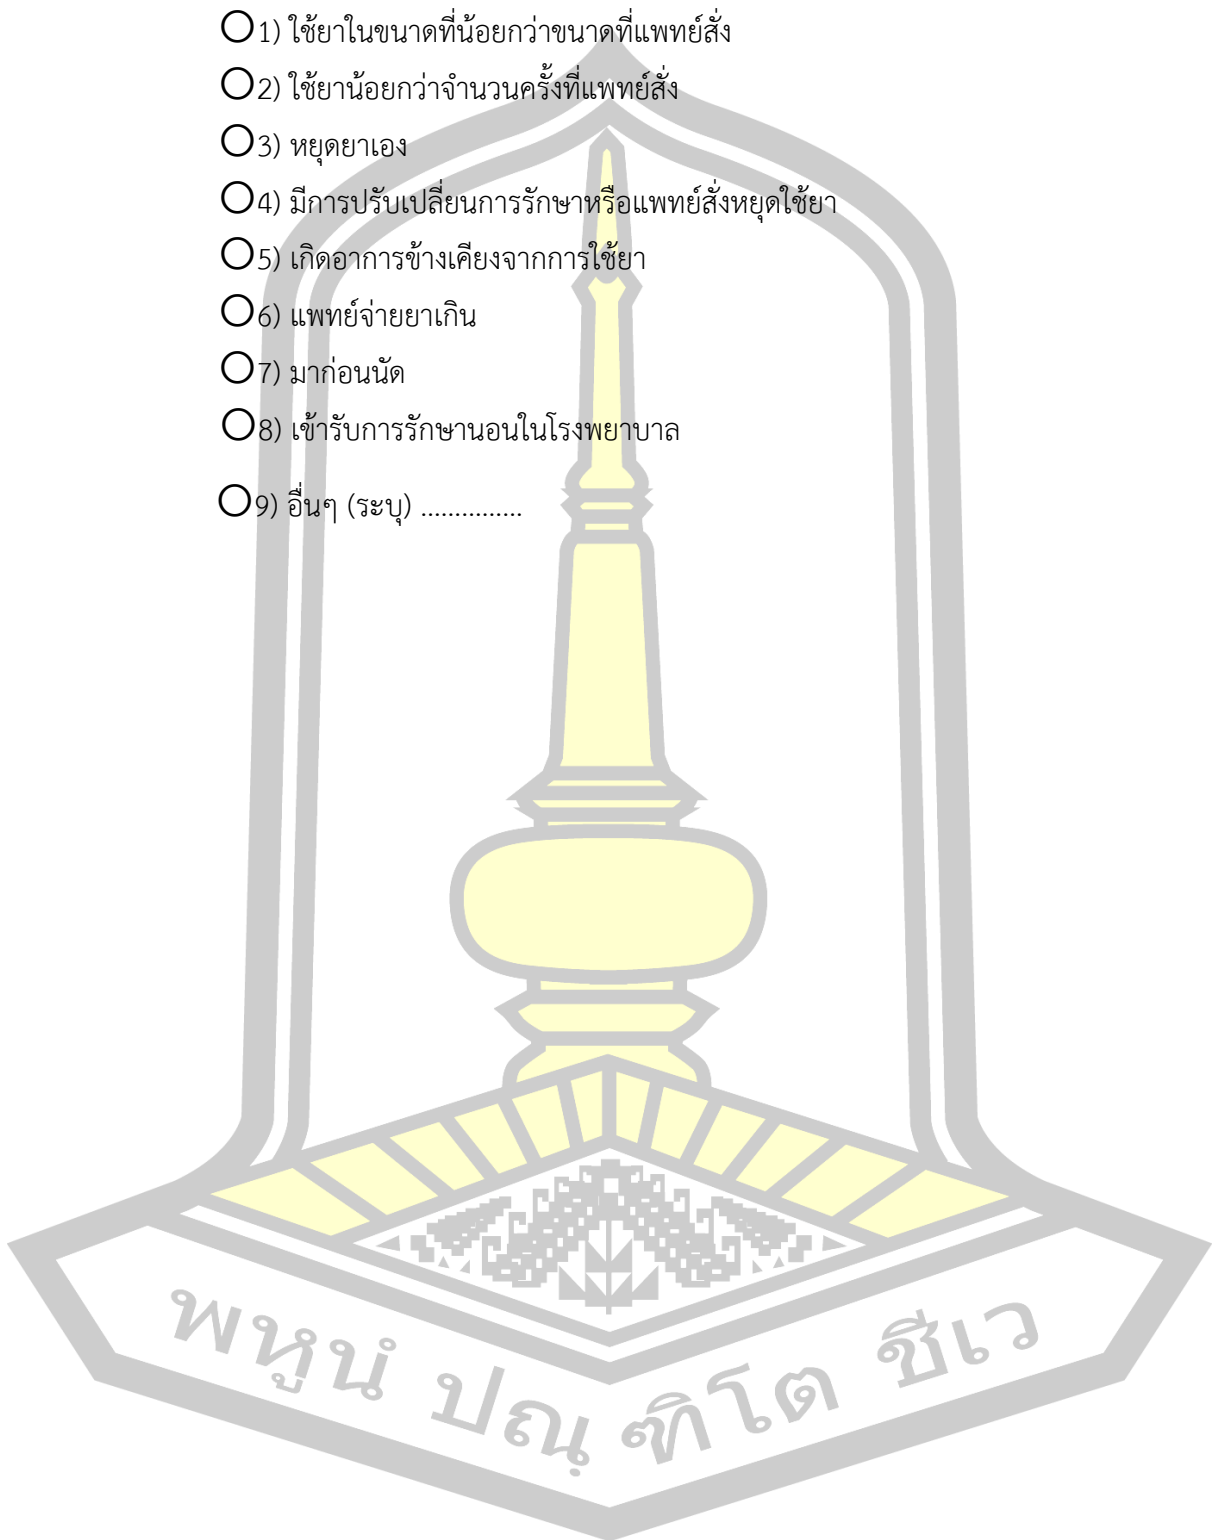 ○1) ใช้ยาในขนาดที่น้อยกว่าขนาดที่แพทย์สั่ง
○2) ใช้ยาน้อยกว่าจำนวนครั้งที่แพทย์สั่ง
○3) หยุดยาเอง
○4) มีการปรับเปลี่ยนการรักษาหรือแพทย์สั่งหยุดใช้ยา
○5) เกิดอาการข้างเคียงจากการใช้ยา
○6) แพทย์จ่ายยาเกิน
○7) มาก่อนนัด
○8) เข้ารับการรักษานอนในโรงพยาบาล
○9) อื่นๆ (ระบุ) ...............
พหูนํ ปณฺฑิโต ชีเว